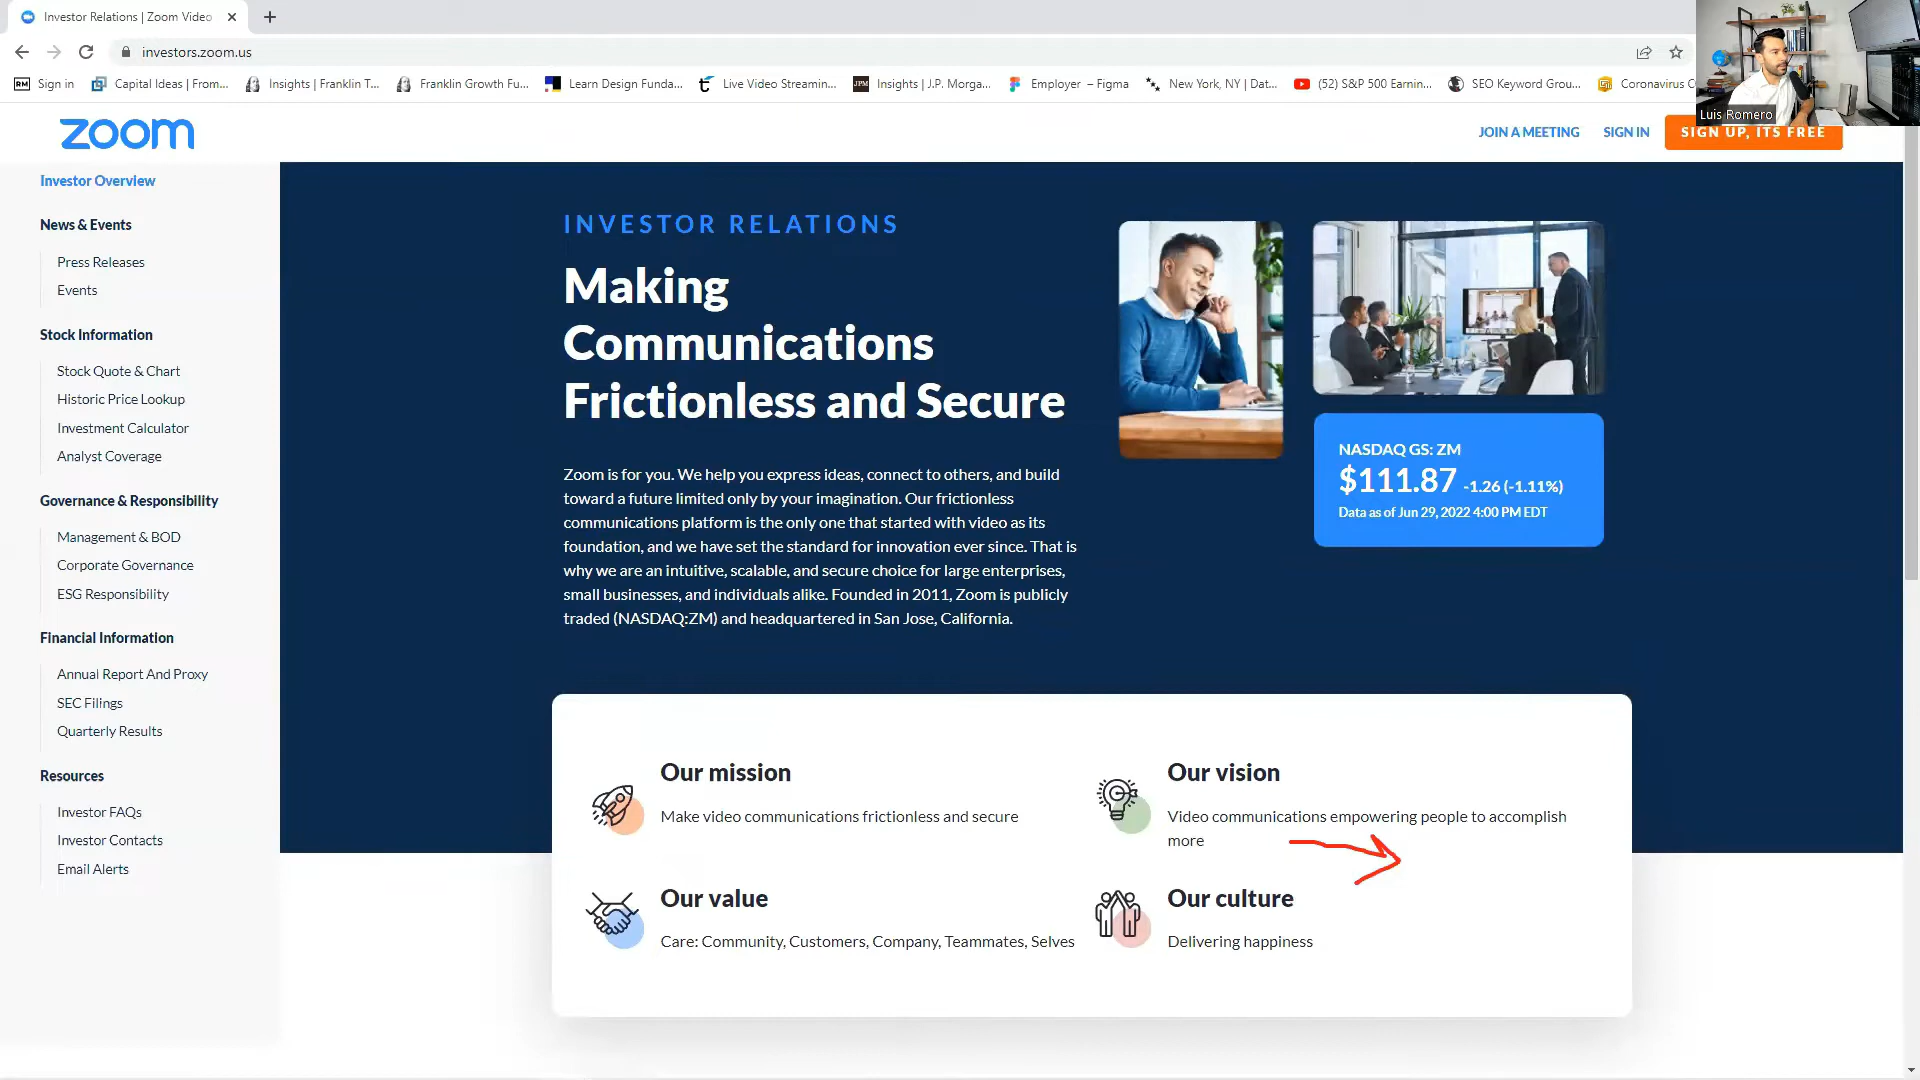 Investor Relations | Zoom Video
investors.zoom.us
Sign in
Capital Ideas | From...
Insights | Franklin T...
Franklin Growth Fu...
Learn Design Funda...
Live Video Streamin...
JPM
Insights | J.P. Morga...
Employer – Figma
New York, NY | Dat...
(52) S&P 500 Earnin...
SEO Keyword Grou...
Coronavirus C
Luis Romero
zoom
JOIN A MEETING
SIGN IN
SIGN UP, ITS FREE
Investor Overview
News & Events
Press Releases
Events
Stock Information
Stock Quote & Chart
Historic Price Lookup
Investment Calculator
Analyst Coverage
Governance & Responsibility
Management & BOD
Corporate Governance
ESG Responsibility
Financial Information
Annual Report And Proxy
SEC Filings
Quarterly Results
Resources
Investor FAQs
Investor Contacts
Email Alerts
INVESTOR RELATIONS
Making
Communications
Frictionless and Secure
Zoom is for you. We help you express ideas, connect to others, and build
toward a future limited only by your imagination. Our frictionless
communications platform is the only one that started with video as its
foundation, and we have set the standard for innovation ever since. That is
why we are an intuitive, scalable, and secure choice for large enterprises,
small businesses, and individuals alike. Founded in 2011, Zoom is publicly
traded (NASDAQ:ZM) and headquartered in San Jose, California.
NASDAQ GS: ZM
$111.87 -1.26 (-1.11%)
Data as of Jun 29, 2022 4:00 PM EDT
Our mission
Make video communications frictionless and secure
Our vision
Video communications empowering people to accomplish
more
Our value
Care: Community, Customers, Company, Teammates, Selves
Our culture
Delivering happiness